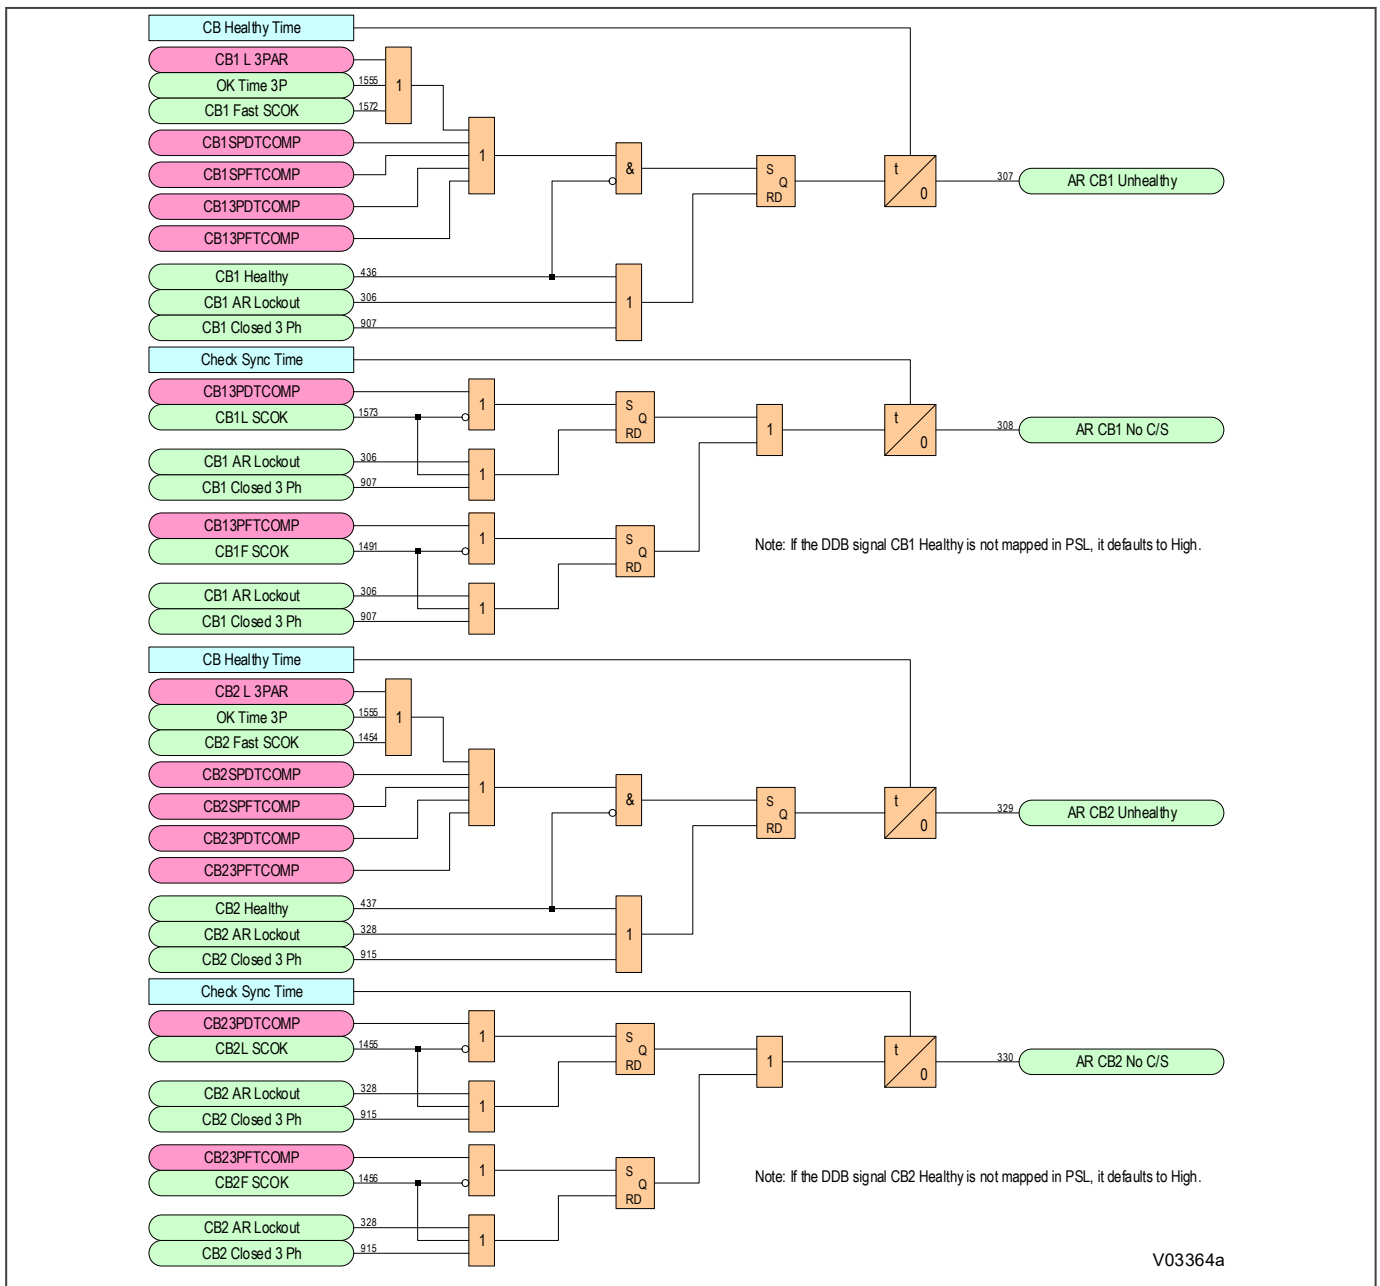 CB Healthy Time
CB1 L 3PAR
OK Time 3P 1555
CB1 Fast SCOK 1572
1
CB1SPDTCOMP
CB1SPFTCOMP
CB13PDTCOMP
CB13PFTCOMP
1
&
S
Q
RD
t
0
307 AR CB1 Unhealthy
CB1 Healthy 436
CB1 AR Lockout 306
CB1 Closed 3 Ph 907
1
Check Sync Time
CB13PDTCOMP
CB1L SCOK 1573
1
CB1 AR Lockout 306
CB1 Closed 3 Ph 907
1
S
Q
RD
1
t
0
308 AR CB1 No C/S
CB13PFTCOMP
CB1F SCOK 1491
1
CB1 AR Lockout 306
CB1 Closed 3 Ph 907
1
S
Q
RD
Note: If the DDB signal CB1 Healthy is not mapped in PSL, it defaults to High.
CB Healthy Time
CB2 L 3PAR
OK Time 3P 1555
CB2 Fast SCOK 1454
1
CB2SPDTCOMP
CB2SPFTCOMP
CB23PDTCOMP
CB23PFTCOMP
1
&
S
Q
RD
t
0
329 AR CB2 Unhealthy
CB2 Healthy 437
CB2 AR Lockout 328
CB2 Closed 3 Ph 915
1
Check Sync Time
CB23PDTCOMP
CB2L SCOK 1455
1
CB2 AR Lockout 328
CB2 Closed 3 Ph 915
1
S
Q
RD
1
t
0
330 AR CB2 No C/S
CB23PFTCOMP
CB2F SCOK 1456
1
CB2 AR Lockout 328
CB2 Closed 3 Ph 915
1
S
Q
RD
Note: If the DDB signal CB2 Healthy is not mapped in PSL, it defaults to High.
V03364a